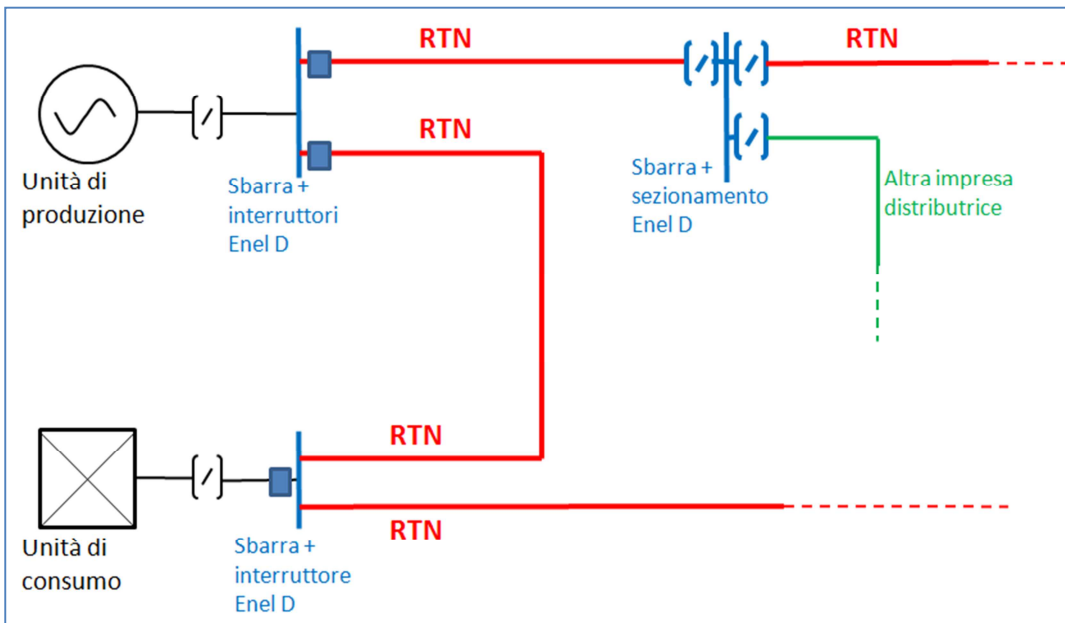 RTN
RTN
RTN
Unità di
produzione
Sbarra +
interruttori
Enel D
Sbarra +
sezionamento
Enel D
Altra impresa
distributrice
RTN
RTN
Unità di
consumo
Sbarra +
interruttore
Enel D